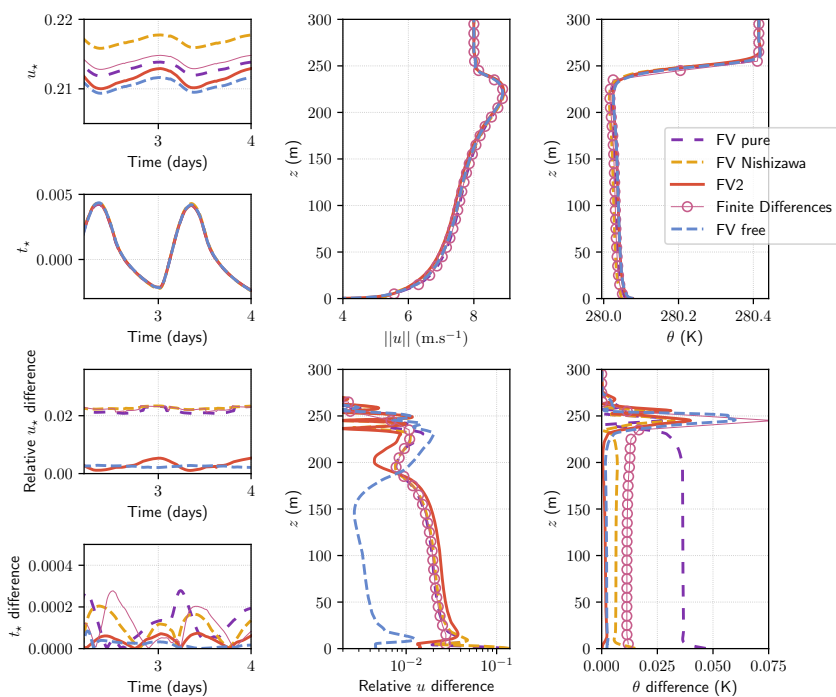 0.22
0.21
u⋆
3
4
Time (days)
0.005
0.000
t⋆
3
4
Time (days)
300
250
200
150
100
50
0
z (m)
4
6
8
||u|| (m.s⁻¹)
300
250
200
150
100
50
0
z (m)
280.0
280.2
280.4
θ (K)
FV pure
FV Nishizawa
FV2
Finite Differences
FV free
0.02
0.00
Relative u⋆ difference
3
4
Time (days)
0.0004
0.0002
0.0000
t⋆ difference
3
4
Time (days)
300
250
200
150
100
50
0
z (m)
10⁻²
10⁻¹
Relative u difference
300
250
200
150
100
50
0
z (m)
0.000
0.025
0.050
0.075
θ difference (K)